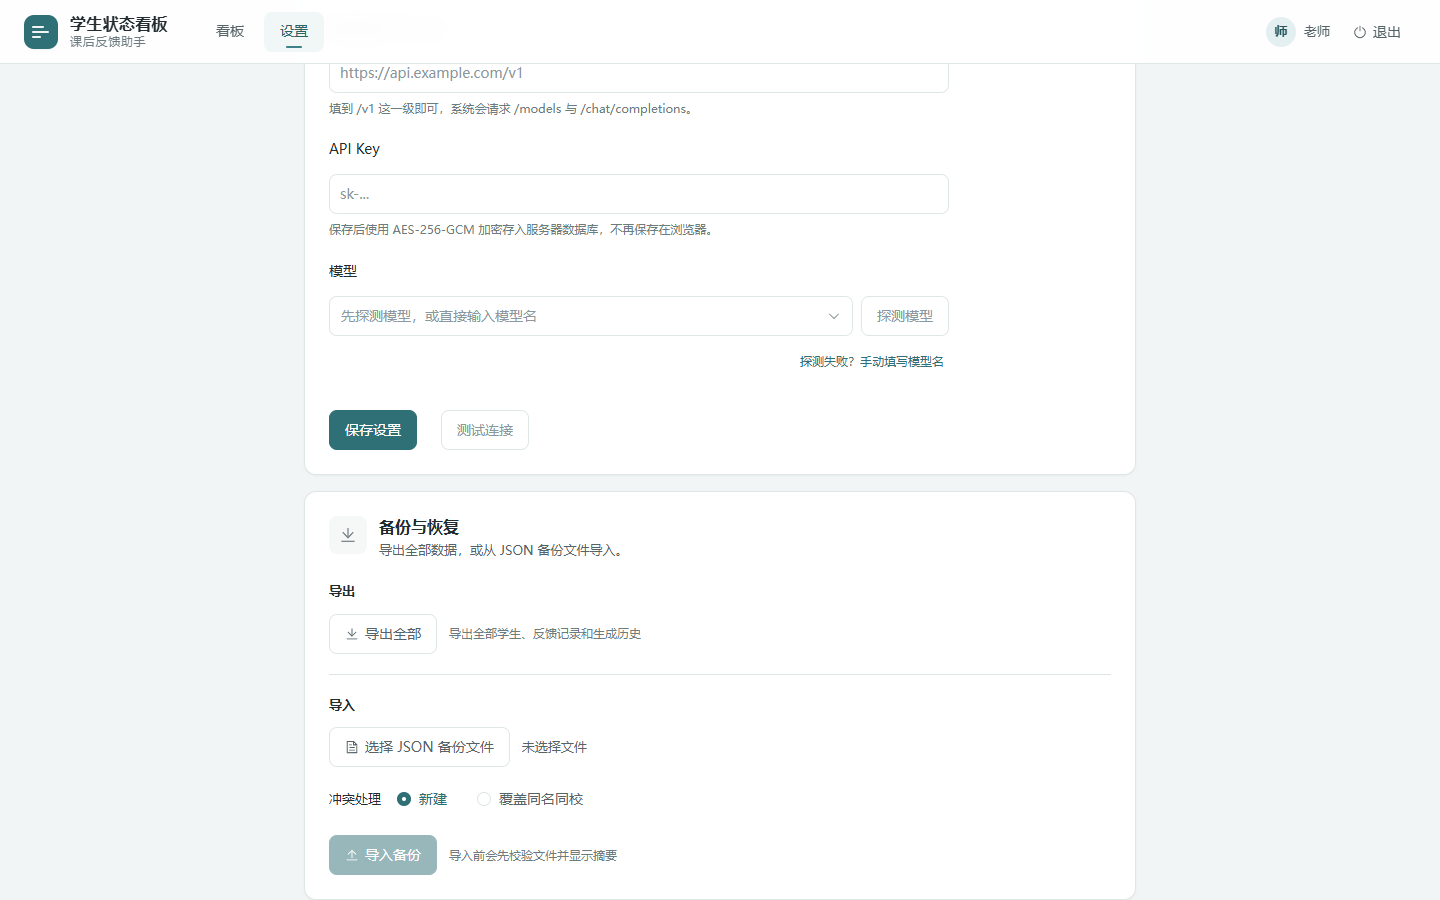 学生状态看板
课后反馈助手
看板
设置
师
老师
退出
https://api.example.com/v1
填到 /v1 这一级即可，系统会请求 /models 与 /chat/completions。
API Key
sk-...
保存后使用 AES-256-GCM 加密存入服务器数据库，不再保存在浏览器。
模型
先探测模型，或直接输入模型名
探测模型
探测失败？手动填写模型名
保存设置
测试连接
备份与恢复
导出全部数据，或从 JSON 备份文件导入。
导出
导出全部
导出全部学生、反馈记录和生成历史
导入
选择 JSON 备份文件
未选择文件
冲突处理
新建
覆盖同名同校
导入备份
导入前会先校验文件并显示摘要